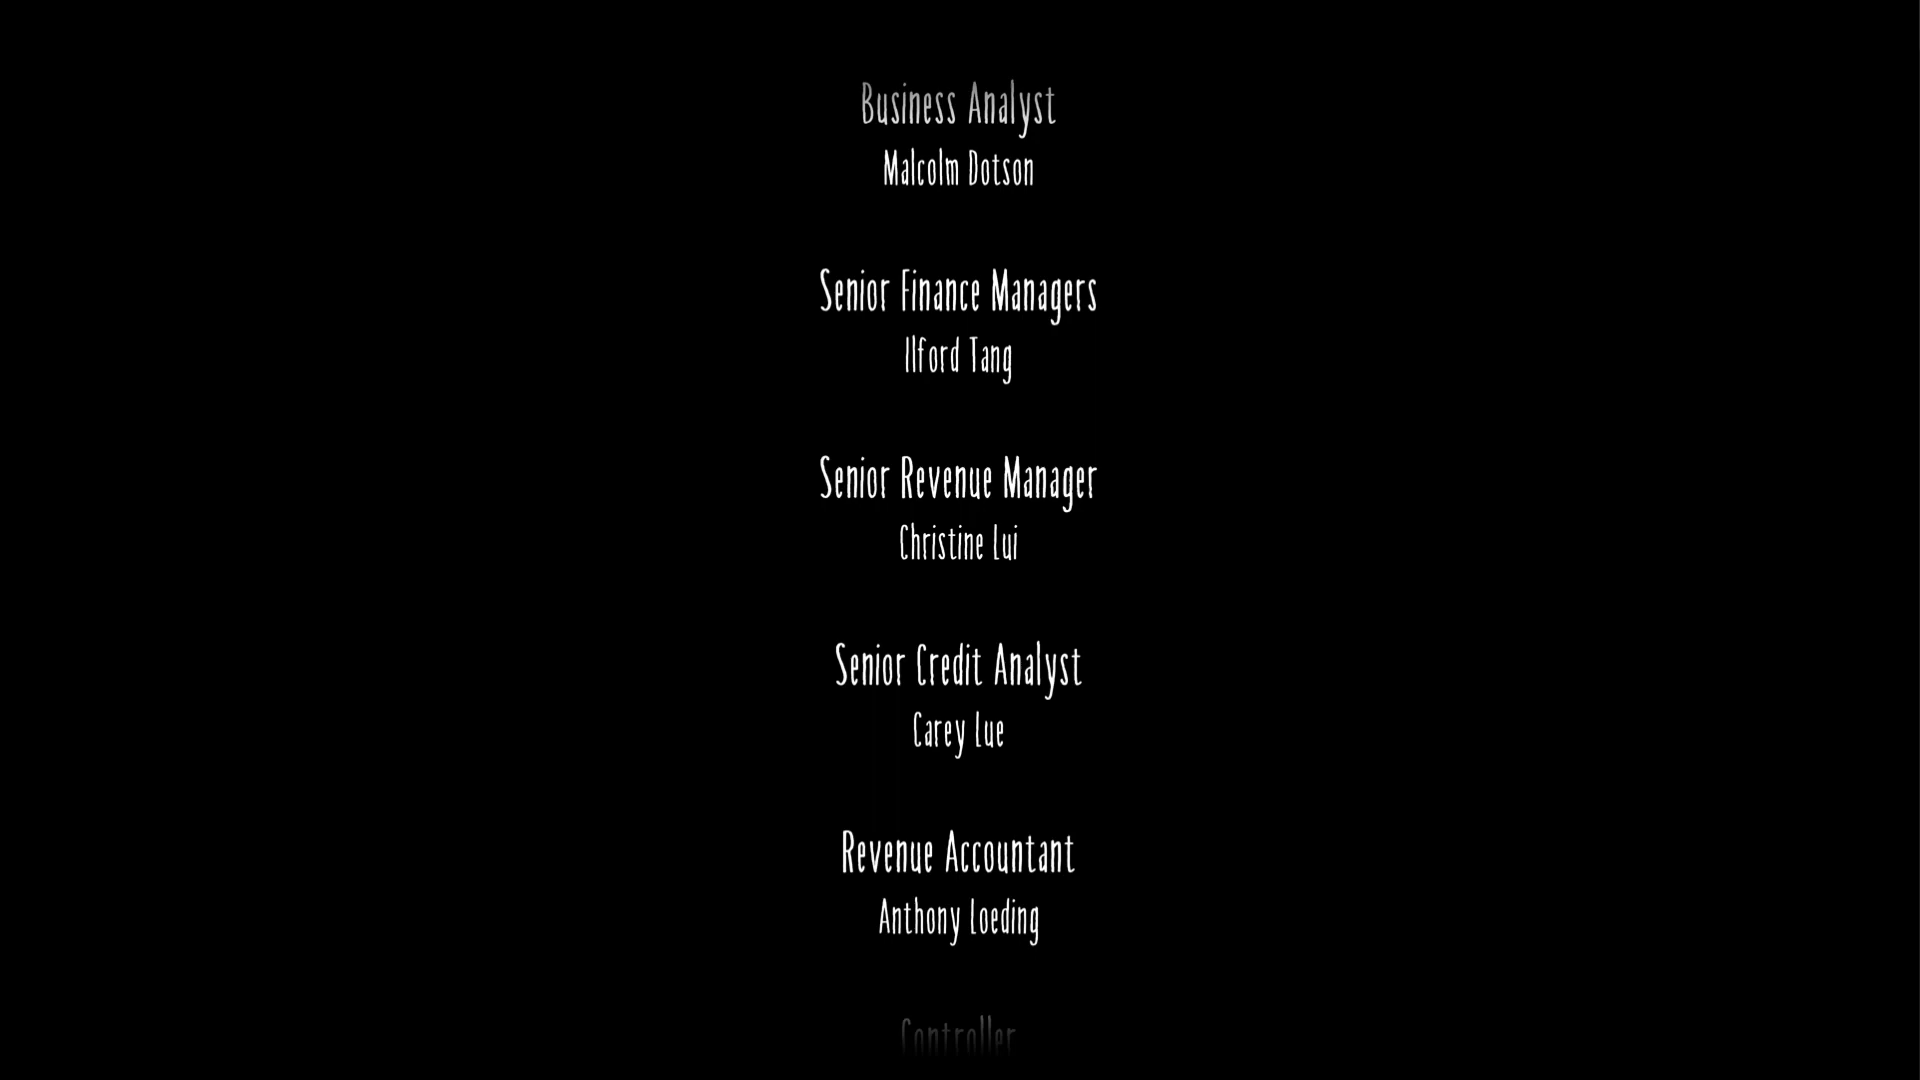 Business Analyst
Malcolm Dotson
Senior Finance Managers
Ilford Tang
Senior Revenue Manager
Christine Lui
Senior Credit Analyst
Carey Lue
Revenue Accountant
Anthony Loeding
Controller